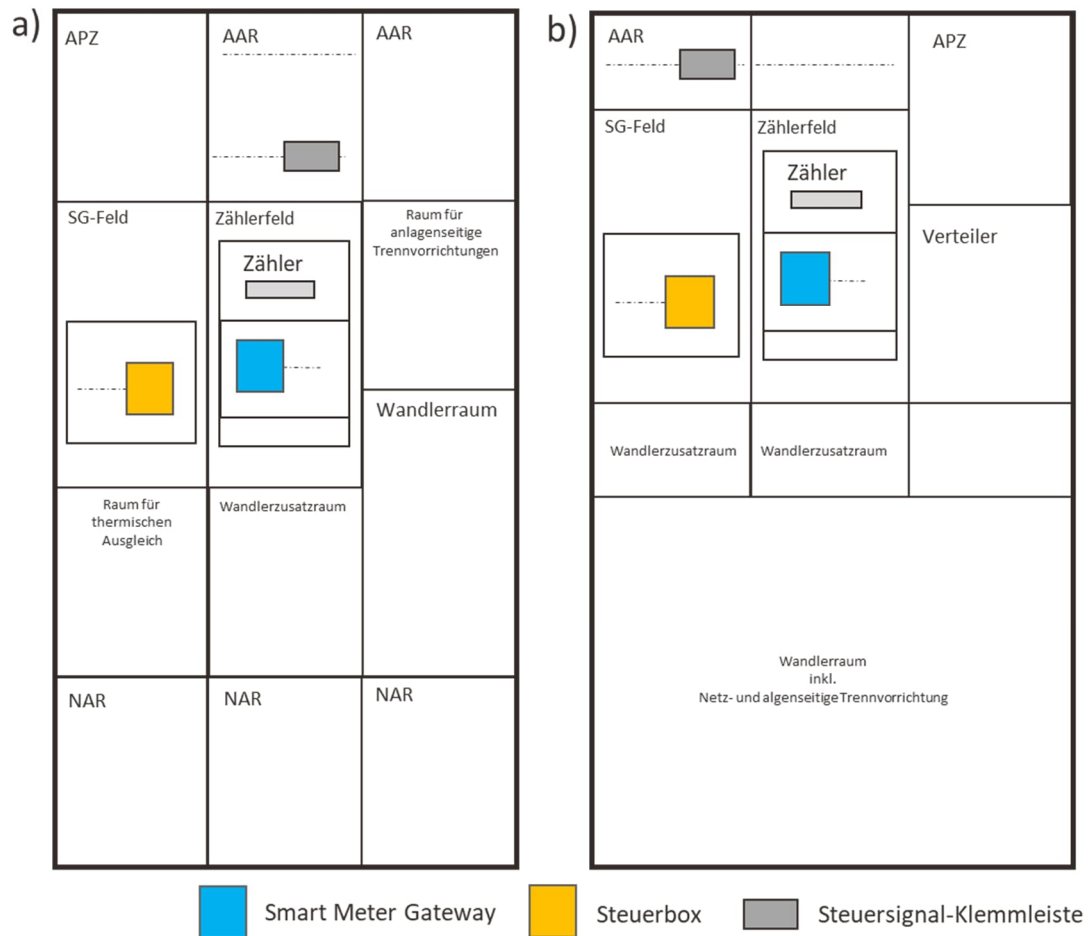 a)
APZ
AAR
AAR
SG-Feld
Zählerfeld
Zähler
Raum für
anlagenseitige
Trennvorrichtungen
Wandlerraum
Raum für
thermischen
Ausgleich
Wandlerzusatzraum
NAR
NAR
NAR
b)
AAR
APZ
SG-Feld
Zählerfeld
Zähler
Verteiler
Wandlerzusatzraum
Wandlerzusatzraum
Wandlerraum
inkl.
Netz- und algenseitige Trennvorrichtung
Smart Meter Gateway
Steuerbox
Steuersignal-Klemmleiste